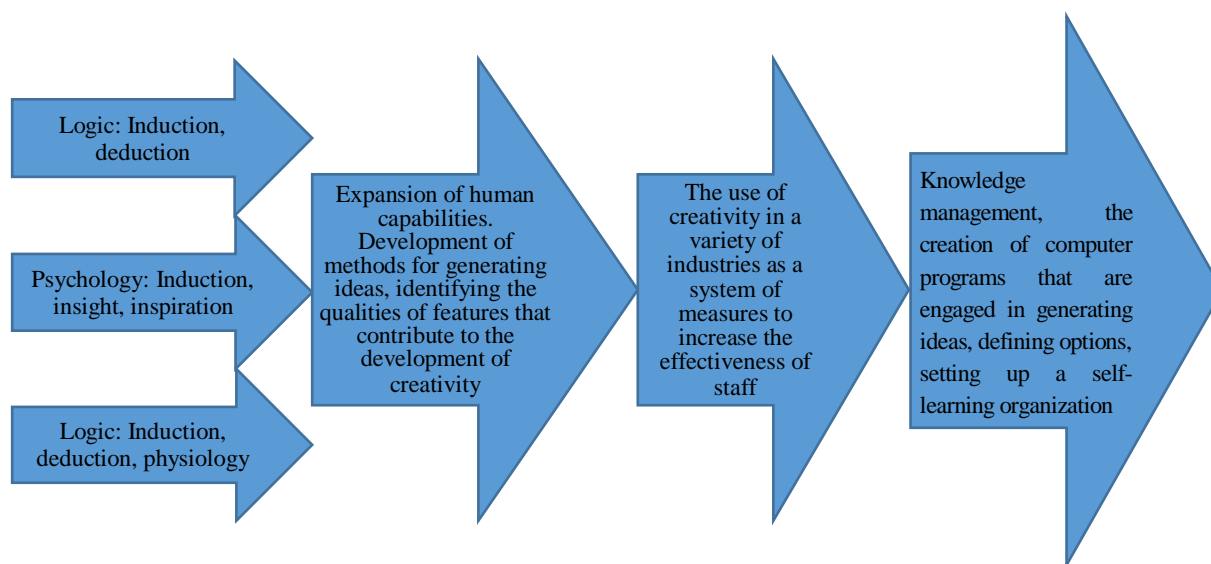 Logic: Induction,
deduction
Psychology: Induction,
insight, inspiration
Logic: Induction,
deduction, physiology
Expansion of human
capabilities.
Development of
methods for generating
ideas, identifying the
qualities of features that
contribute to the
development of
creativity
The use of
creativity in a
variety of
industries as a
system of
measures to
increase the
effectiveness of
staff
Knowledge
management, the
creation of computer
programs that are
engaged in generating
ideas, defining options,
setting up a self-
learning organization